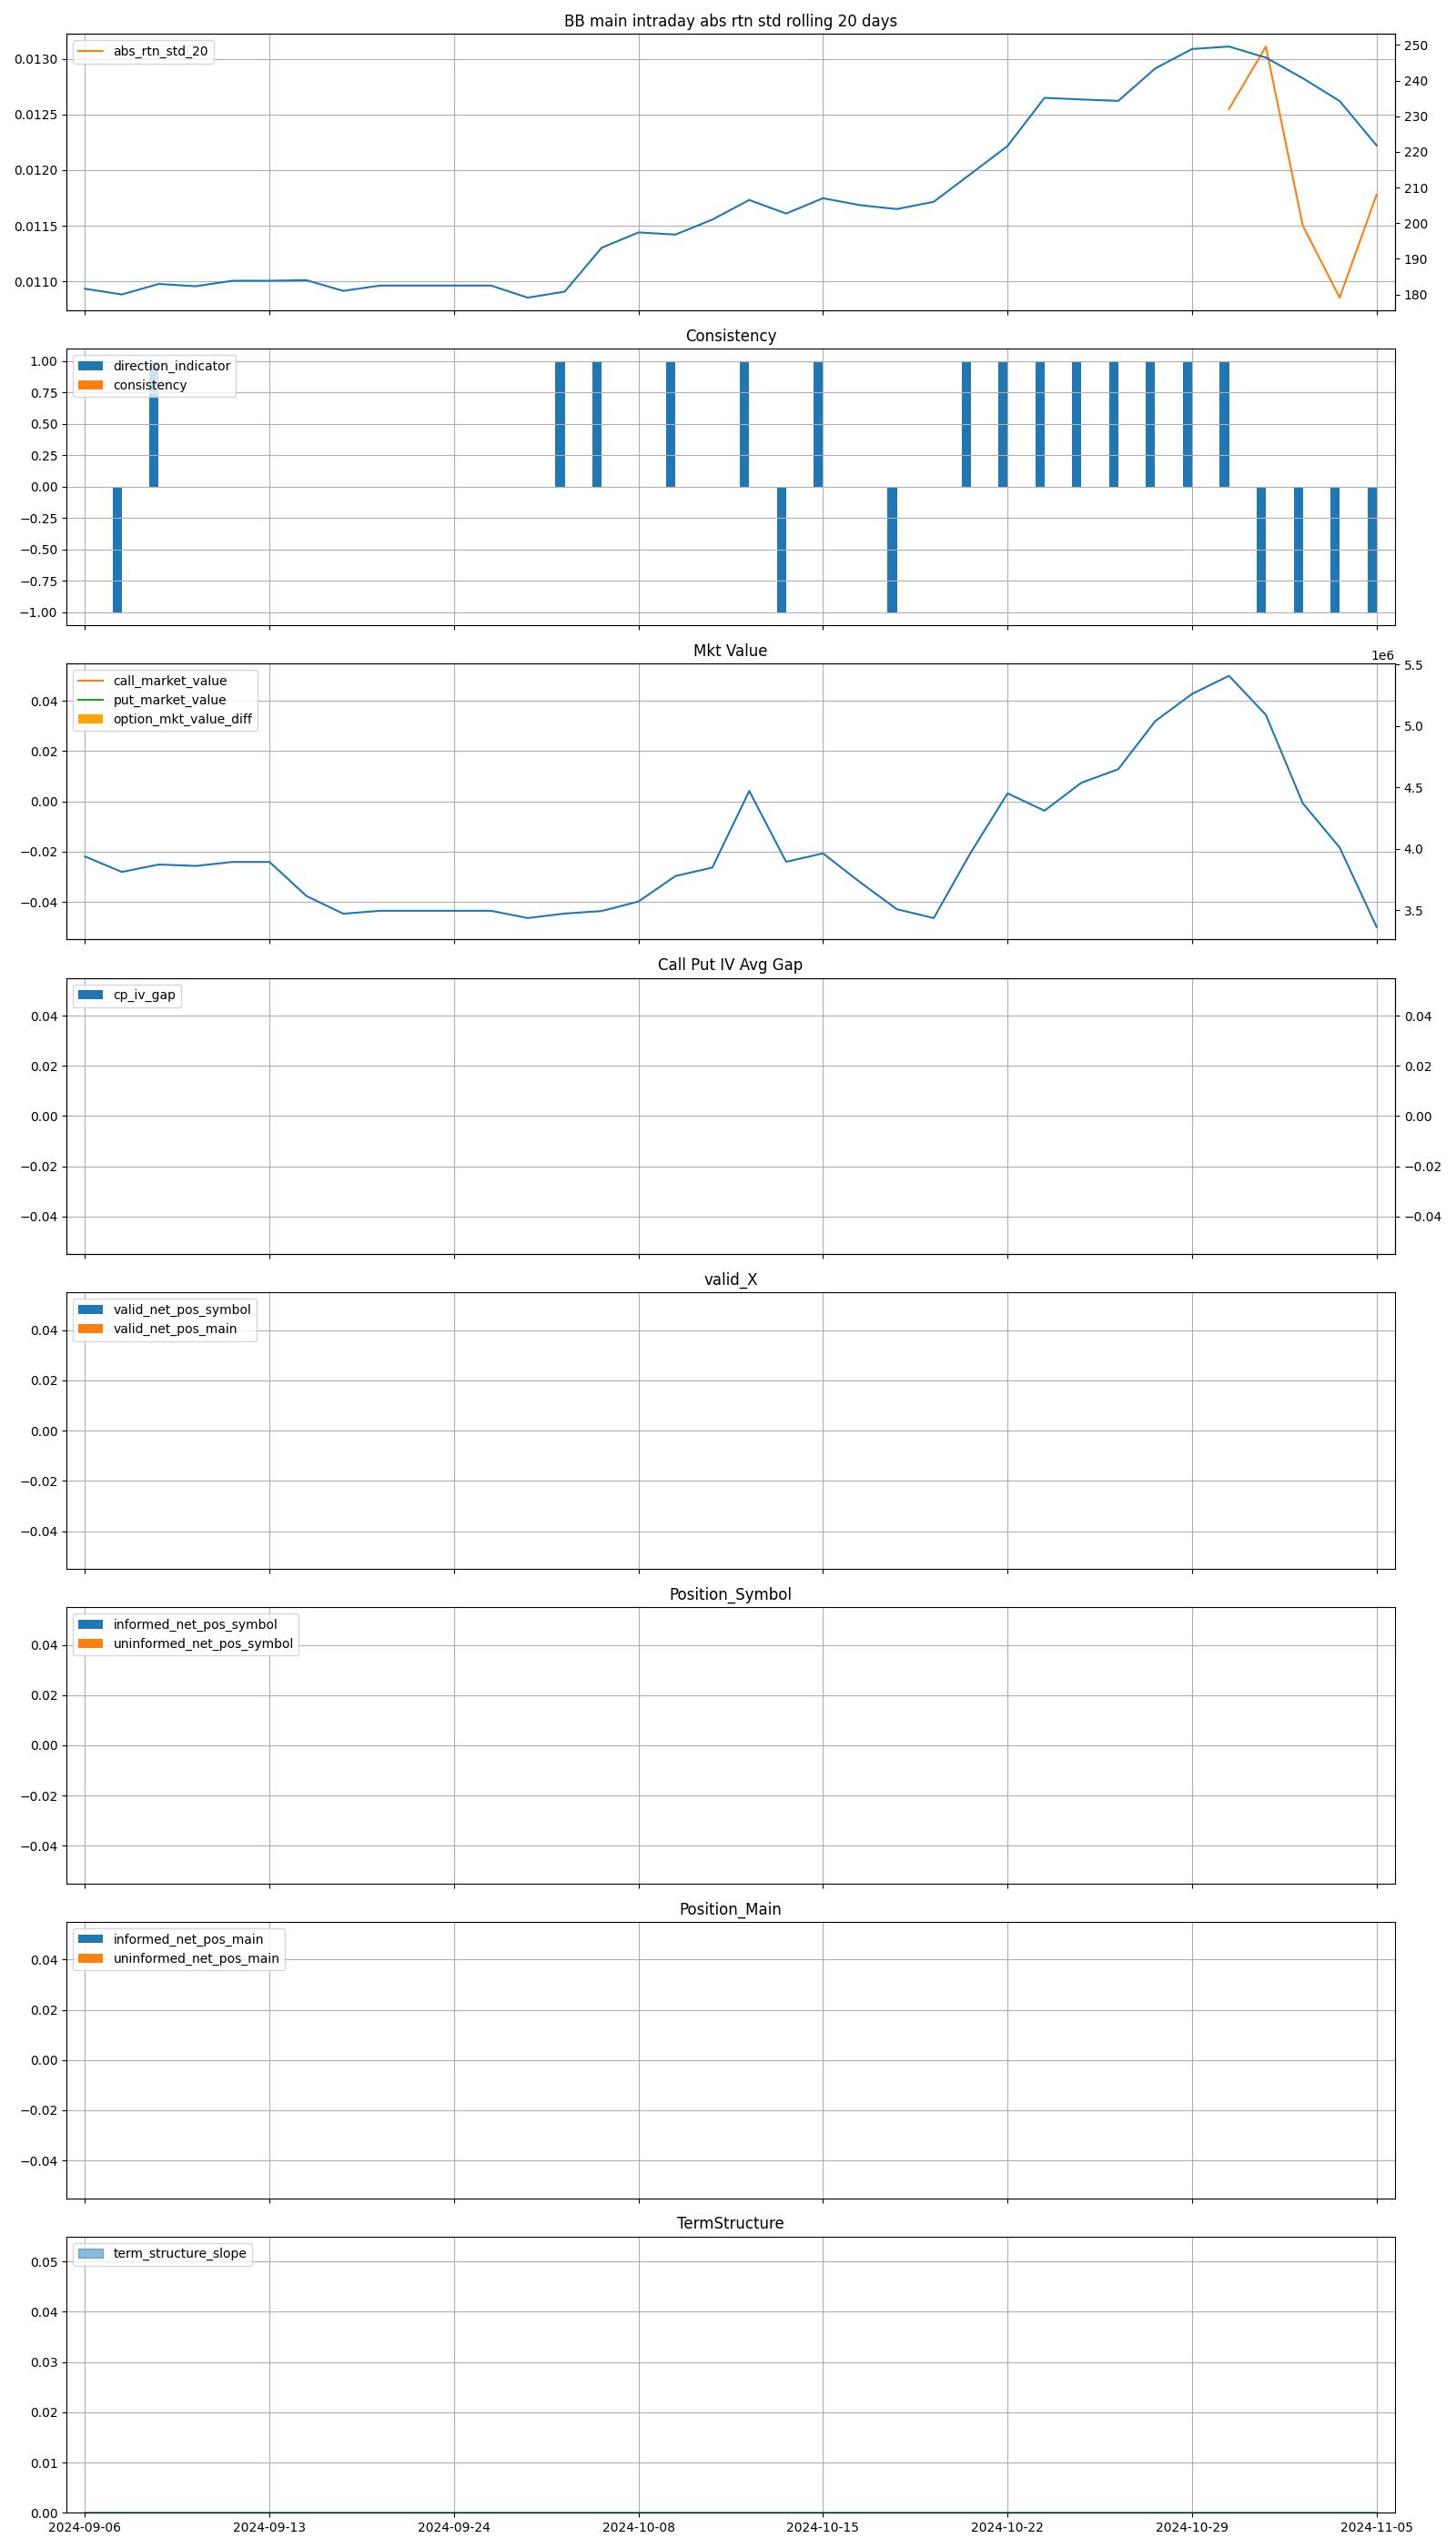 BB main intraday abs rtn std rolling 20 days
abs_rtn_std_20
0.0130
0.0125
0.0120
0.0115
0.0110
250
240
230
220
210
200
190
180
Consistency
direction_indicator
consistency
1.00
0.75
0.50
0.25
0.00
−0.25
−0.50
−0.75
−1.00
Mkt Value
1e6
call_market_value
put_market_value
option_mkt_value_diff
0.04
0.02
0.00
−0.02
−0.04
5.5
5.0
4.5
4.0
3.5
Call Put IV Avg Gap
cp_iv_gap
0.04
0.02
0.00
−0.02
−0.04
0.04
0.02
0.00
−0.02
−0.04
valid_X
valid_net_pos_symbol
valid_net_pos_main
0.04
0.02
0.00
−0.02
−0.04
Position_Symbol
informed_net_pos_symbol
uninformed_net_pos_symbol
0.04
0.02
0.00
−0.02
−0.04
Position_Main
informed_net_pos_main
uninformed_net_pos_main
0.04
0.02
0.00
−0.02
−0.04
TermStructure
term_structure_slope
0.05
0.04
0.03
0.02
0.01
0.00
2024-09-06 2024-09-13 2024-09-24 2024-10-08 2024-10-15 2024-10-22 2024-10-29 2024-11-05